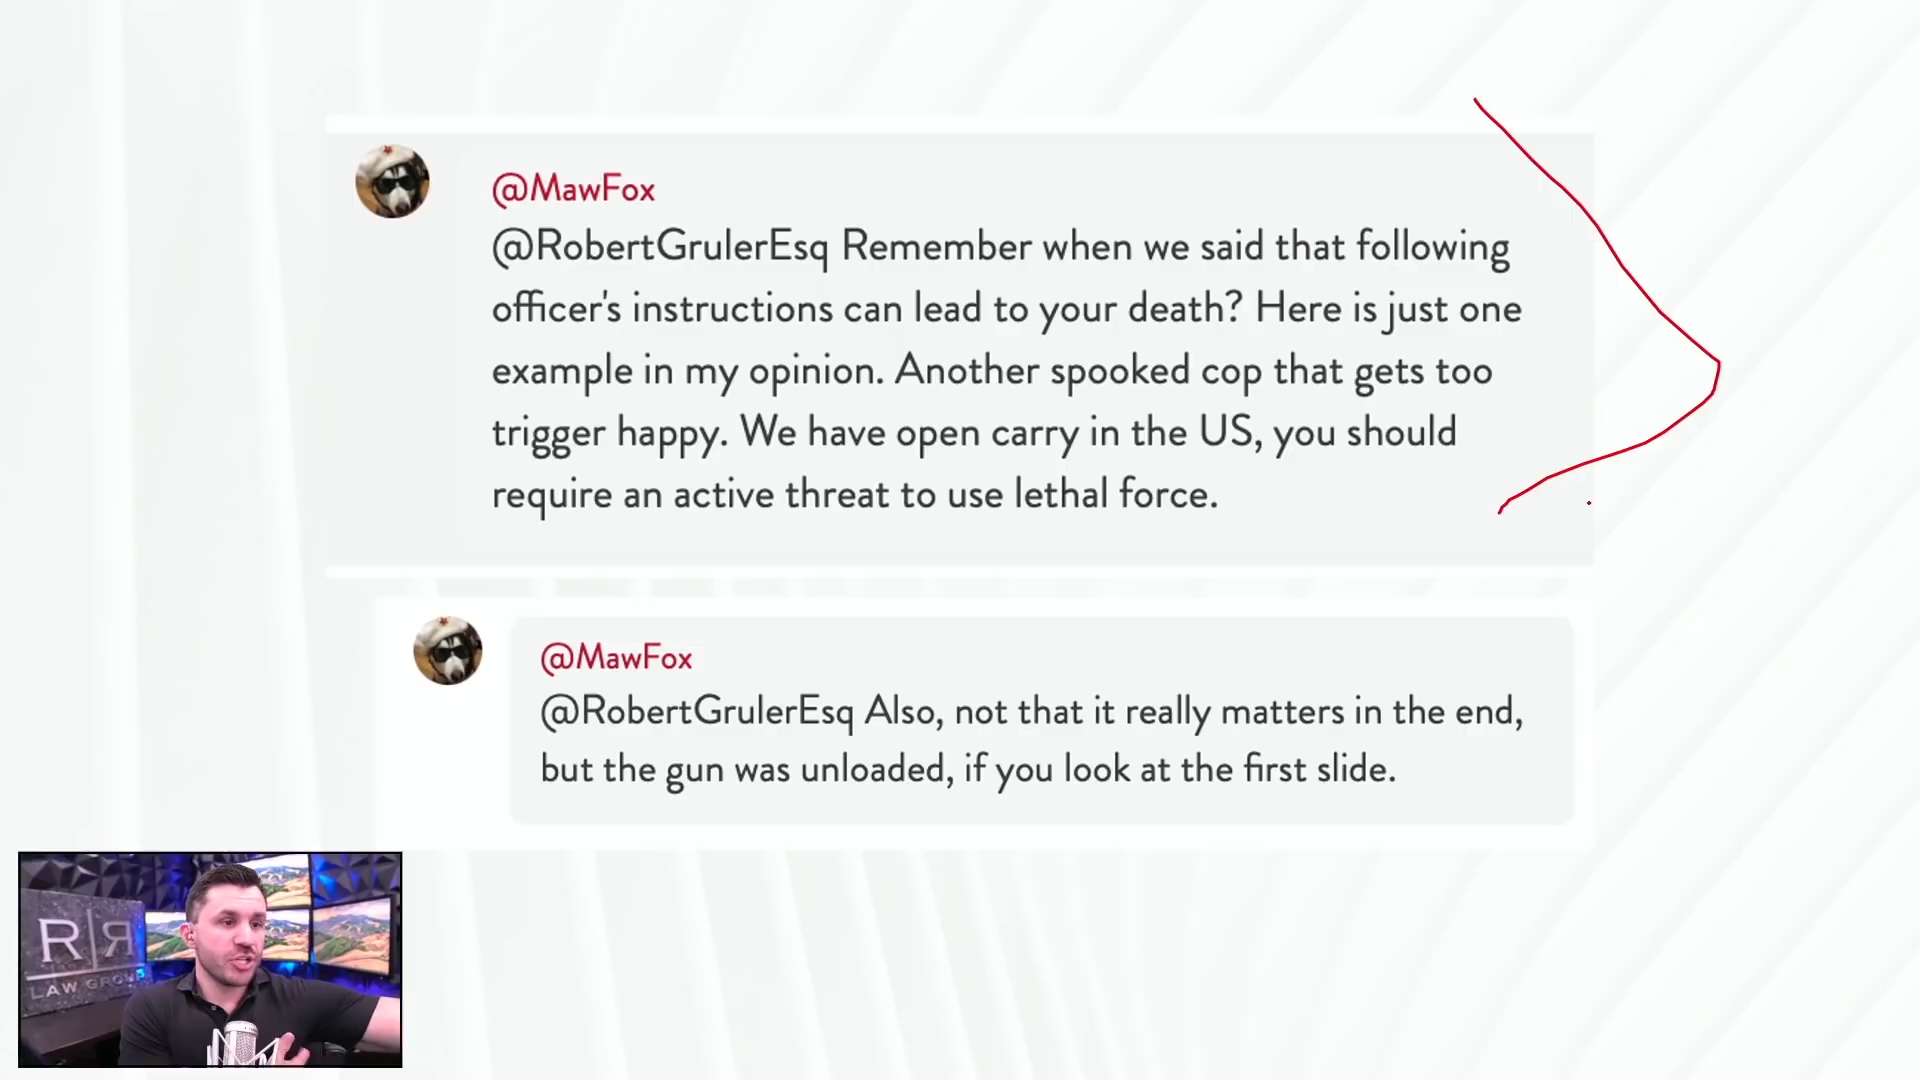 @MawFox
@RobertGrulerEsq Remember when we said that following
officer's instructions can lead to your death? Here is just one
example in my opinion. Another spooked cop that gets too
trigger happy. We have open carry in the US, you should
require an active threat to use lethal force.
@MawFox
@RobertGrulerEsq Also, not that it really matters in the end,
but the gun was unloaded, if you look at the first slide.
R|R
LAW GROUP